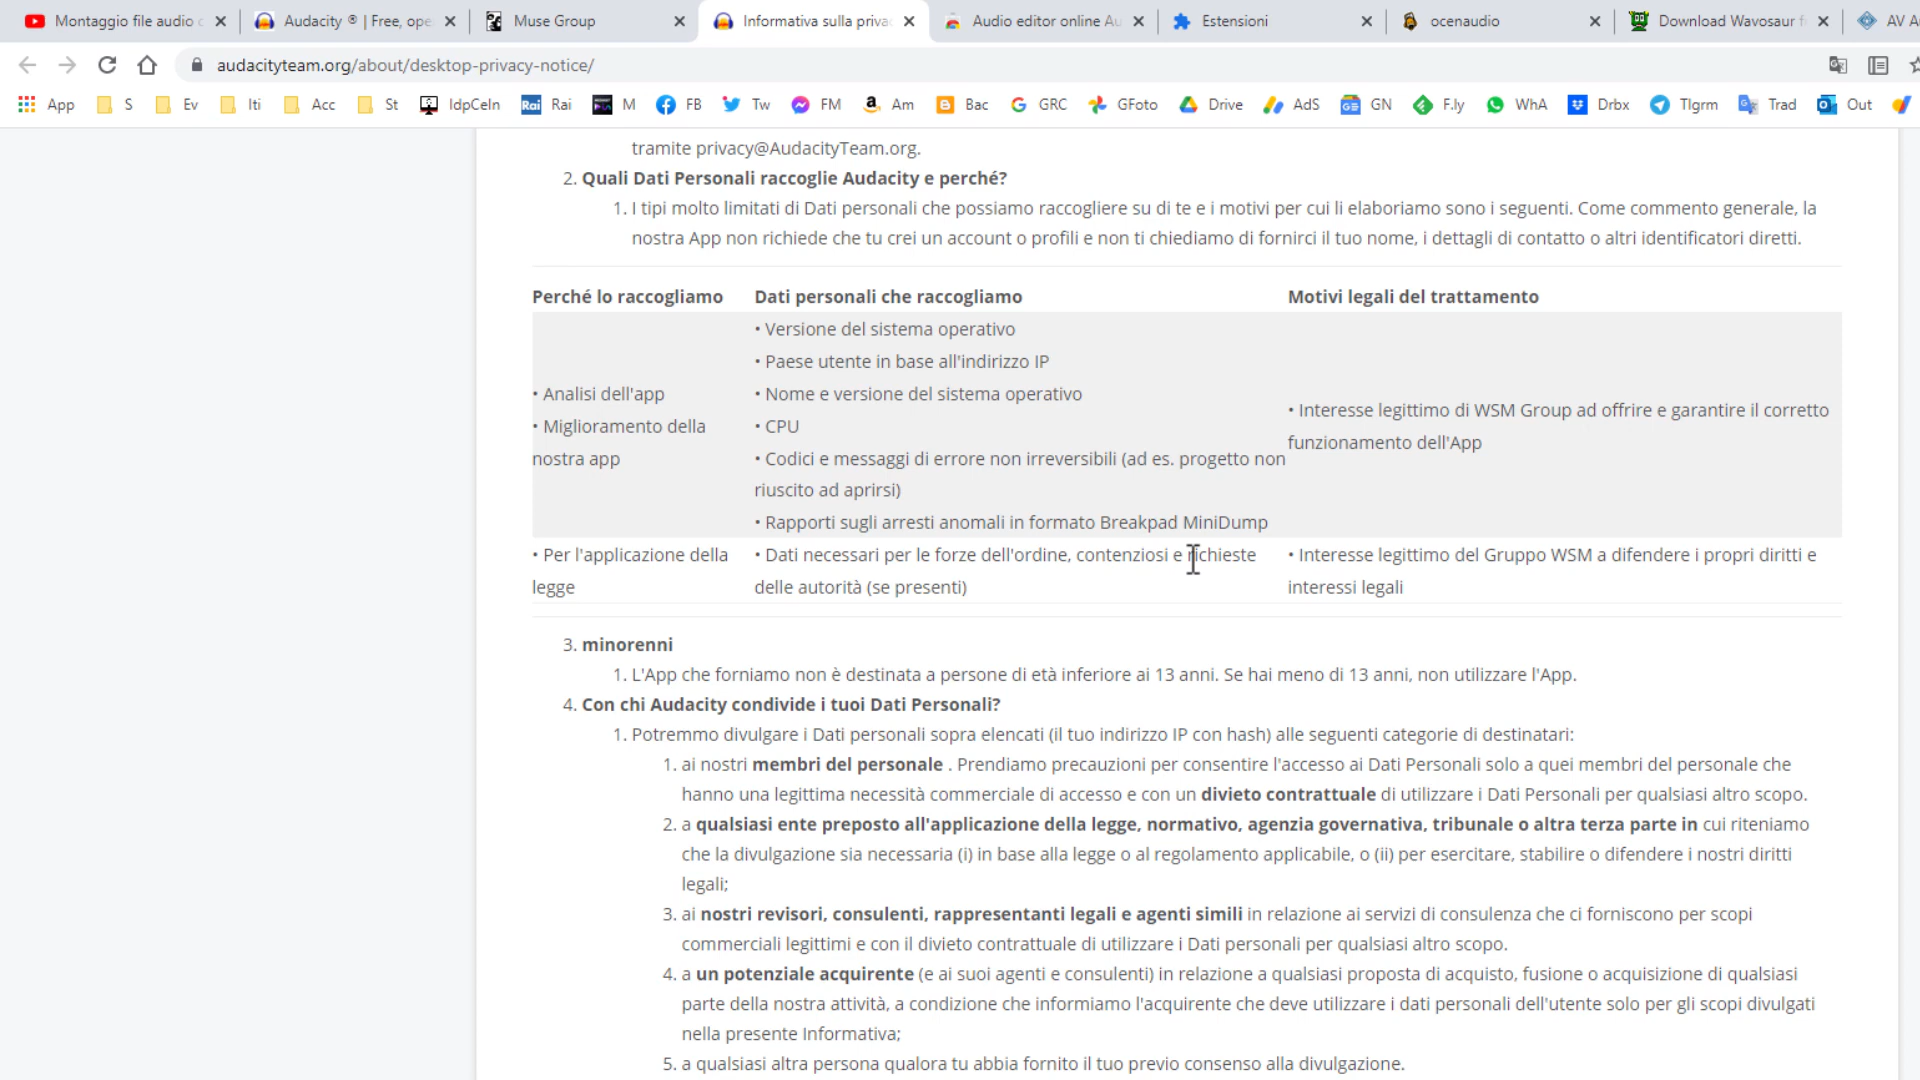 Montaggio file audio
Audacity ® | Free, ope
Muse Group
Informativa sulla priva
Audio editor online Au
Estensioni
ocenaudio
Download Wavosaur f
AV A
audacityteam.org/about/desktop-privacy-notice/
App
S
Ev
Iti
Acc
St
IdpCeIn
Rai
Rai
M
FB
Tw
FM
Am
Bac
GRC
GFoto
Drive
AdS
GN
F.ly
WhA
Drbx
Tlgrm
Trad
Out
tramite privacy@AudacityTeam.org.
2. Quali Dati Personali raccoglie Audacity e perché?
1. I tipi molto limitati di Dati personali che possiamo raccogliere su di te e i motivi per cui li elaboriamo sono i seguenti. Come commento generale, la
nostra App non richiede che tu crei un account o profili e non ti chiediamo di fornirci il tuo nome, i dettagli di contatto o altri identificatori diretti.
Perché lo raccogliamo
Dati personali che raccogliamo
Motivi legali del trattamento
• Analisi dell'app
• Miglioramento della
nostra app
• Versione del sistema operativo
• Paese utente in base all'indirizzo IP
• Nome e versione del sistema operativo
• CPU
• Codici e messaggi di errore non irreversibili (ad es. progetto non
riuscito ad aprirsi)
• Rapporti sugli arresti anomali in formato Breakpad MiniDump
• Interesse legittimo di WSM Group ad offrire e garantire il corretto
funzionamento dell'App
• Per l'applicazione della
legge
• Dati necessari per le forze dell'ordine, contenziosi e richieste
delle autorità (se presenti)
• Interesse legittimo del Gruppo WSM a difendere i propri diritti e
interessi legali
3. minorenni
1. L'App che forniamo non è destinata a persone di età inferiore ai 13 anni. Se hai meno di 13 anni, non utilizzare l'App.
4. Con chi Audacity condivide i tuoi Dati Personali?
1. Potremmo divulgare i Dati personali sopra elencati (il tuo indirizzo IP con hash) alle seguenti categorie di destinatari:
1. ai nostri membri del personale . Prendiamo precauzioni per consentire l'accesso ai Dati Personali solo a quei membri del personale che
hanno una legittima necessità commerciale di accesso e con un divieto contrattuale di utilizzare i Dati Personali per qualsiasi altro scopo.
2. a qualsiasi ente preposto all'applicazione della legge, normativo, agenzia governativa, tribunale o altra terza parte in cui riteniamo
che la divulgazione sia necessaria (i) in base alla legge o al regolamento applicabile, o (ii) per esercitare, stabilire o difendere i nostri diritti
legali;
3. ai nostri revisori, consulenti, rappresentanti legali e agenti simili in relazione ai servizi di consulenza che ci forniscono per scopi
commerciali legittimi e con il divieto contrattuale di utilizzare i Dati personali per qualsiasi altro scopo.
4. a un potenziale acquirente (e ai suoi agenti e consulenti) in relazione a qualsiasi proposta di acquisto, fusione o acquisizione di qualsiasi
parte della nostra attività, a condizione che informiamo l'acquirente che deve utilizzare i dati personali dell'utente solo per gli scopi divulgati
nella presente Informativa;
5. a qualsiasi altra persona qualora tu abbia fornito il tuo previo consenso alla divulgazione.